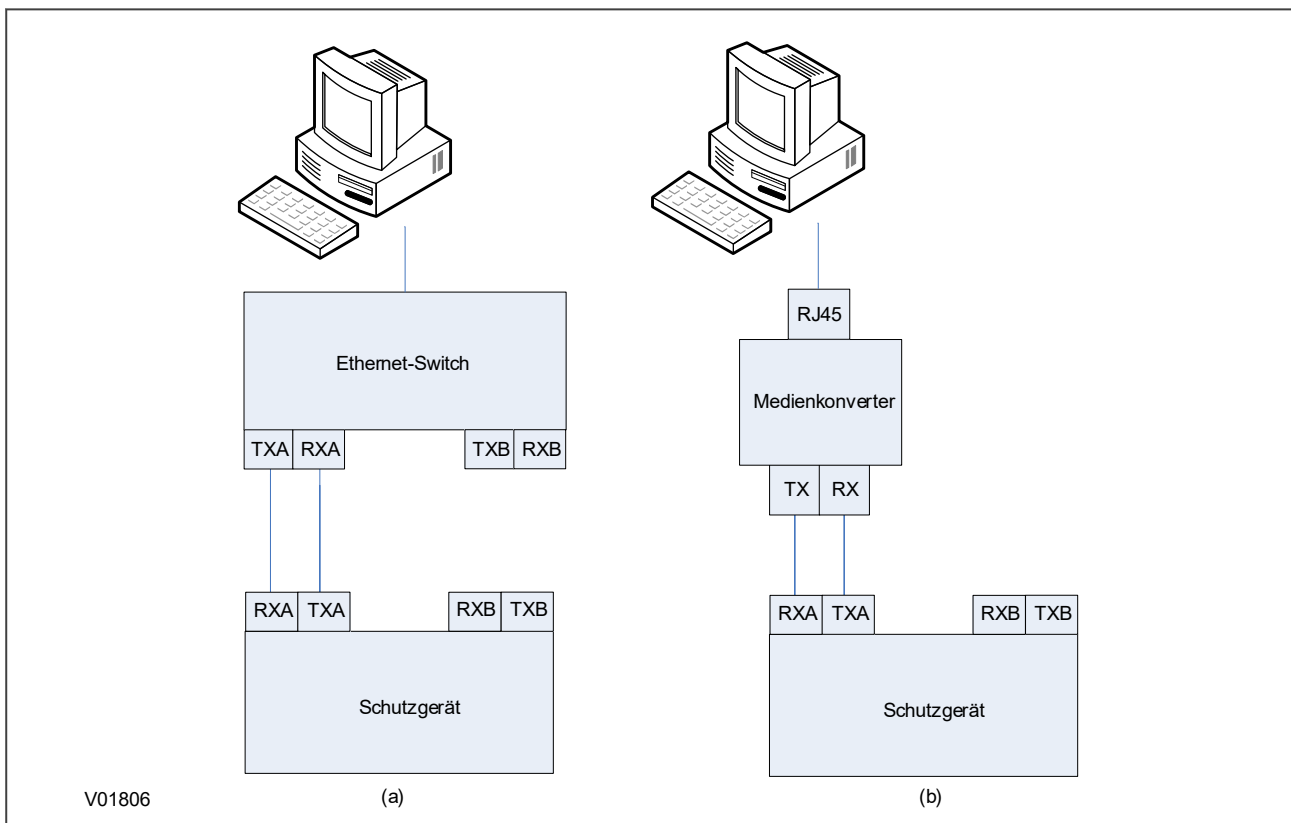 RJ45
Ethernet-Switch
Medienkonverter
TXA RXA TXB RXB
TX RX
RXA TXA RXB TXB
RXA TXA RXB TXB
Schutzgerät
Schutzgerät
V01806 (a) (b)